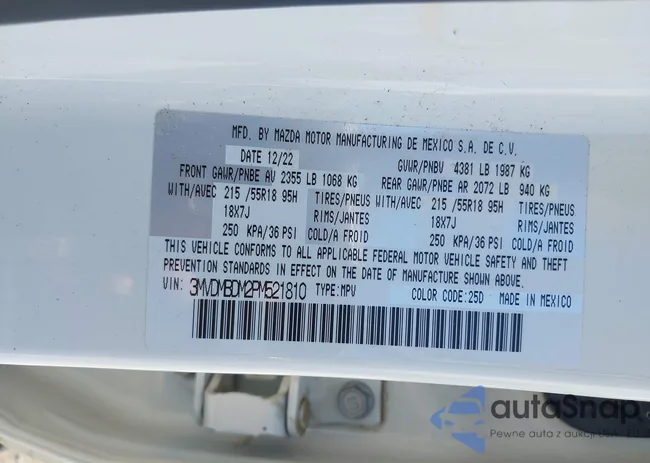 MFD. BY MAZDA MOTOR MANUFACTURING DE MEXICO S.A. DE C.V.
DATE 12/22 GVWR/PNBV 4381 LB 1987 KG
FRONT GAWR/PNBE AV 2355 LB 1068 KG REAR GAWR/PNBE AR 2072 LB 940 KG
WITH/AVEC 215 /55R18 95H TIRES/PNEUS WITH/AVEC 215 /55R18 95H TIRES/PNEUS
18X7J RIMS/JANTES 18X7J RIMS/JANTES
250 KPA/36 PSI COLD/A FROID 250 KPA/36 PSI COLD/A FROID
THIS VEHICLE CONFORMS TO ALL APPLICABLE FEDERAL MOTOR VEHICLE SAFETY AND THEFT
PREVENTION STANDARDS IN EFFECT ON THE DATE OF MANUFACTURE SHOWN ABOVE.
VIN: 3MVDMBDM2PM521810 TYPE:MPV COLOR CODE:25D MADE IN MEXICO
autoSnap
Pewne auta z aukcji